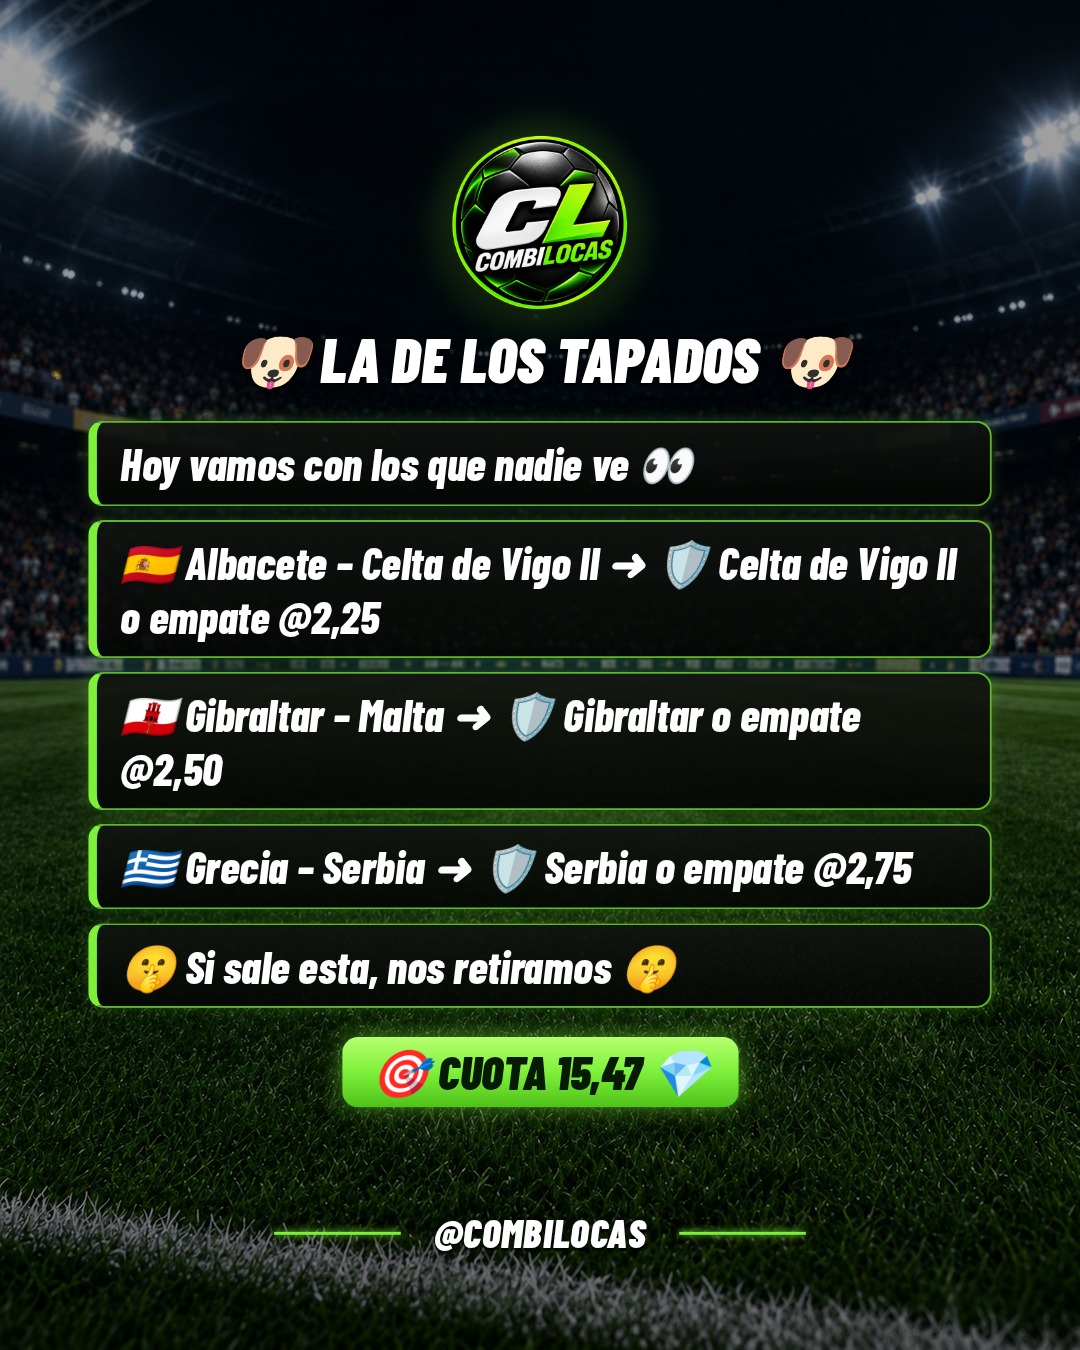 CL
COMBILOCAS
🐶 LA DE LOS TAPADOS 🐶
Hoy vamos con los que nadie ve 👀
🇪🇸 Albacete - Celta de Vigo II → 🛡️ Celta de Vigo II
o empate @2,25
🇬🇮 Gibraltar - Malta → 🛡️ Gibraltar o empate
@2,50
🇬🇷 Grecia - Serbia → 🛡️ Serbia o empate @2,75
🤫 Si sale esta, nos retiramos 🤫
🎯 CUOTA 15,47 💎
@COMBILOCAS